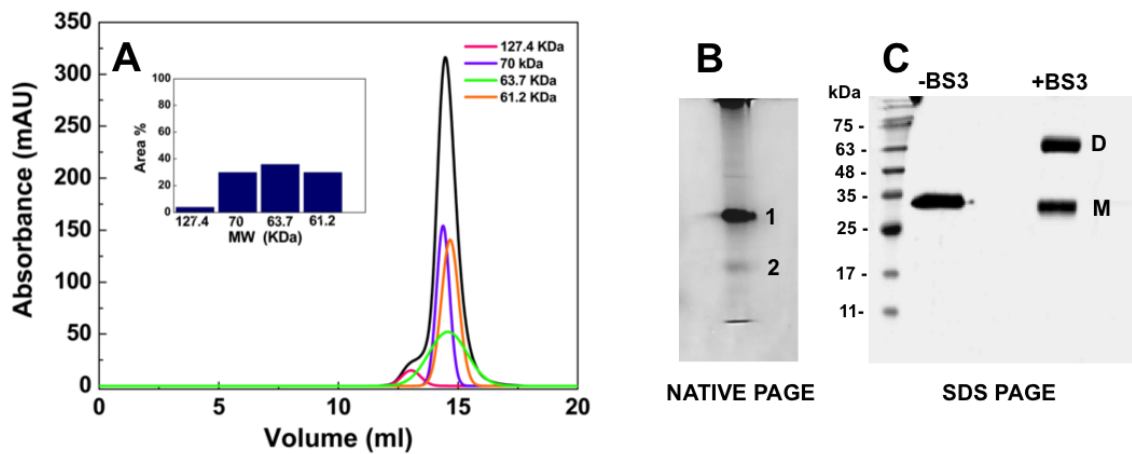 A
350
300
250
200
150
100
50
0
Absorbance (mAU)
0
5
10
15
20
Volume (ml)
127.4 KDa
70 kDa
63.7 KDa
61.2 KDa
100
80
60
40
20
0
Area %
127.4 70 63.7 61.2
MW (KDa)
B
1
2
NATIVE PAGE
C
-BS3 +BS3
kDa
75 -
63 -
48 -
35 -
25 -
17 -
11-
D
M
SDS PAGE